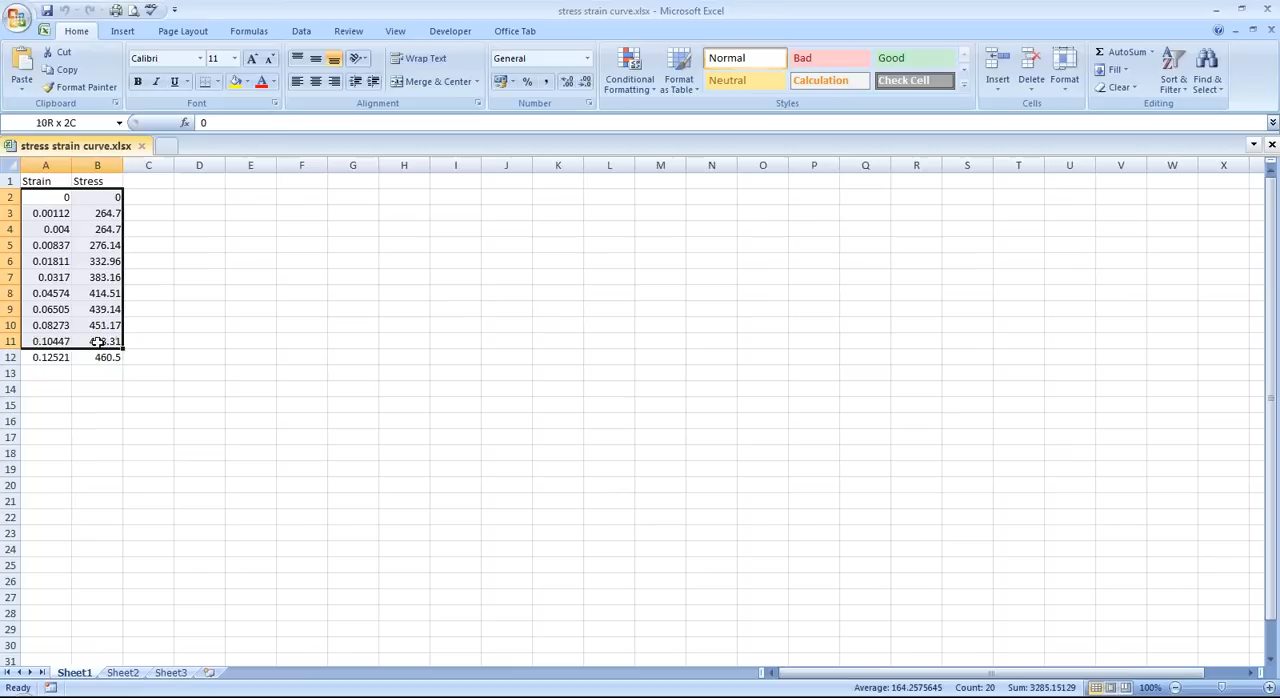 stress strain curve.xlsx - Microsoft Excel
Home Insert Page Layout Formulas Data Review View Developer Office Tab
Paste Cut Copy Format Painter Clipboard
Calibri 11 A A B I U A Font
Wrap Text Merge & Center Alignment
General % , Number
Conditional Formatting Format as Table Normal Bad Good Neutral Calculation Check Cell Styles
Insert Delete Format Cells
Σ AutoSum Fill Clear Sort & Filter Find & Select Editing
10R x 2C fx 0
stress strain curve.xlsx
A B C D E F G H I J K L M N O P Q R S T U V W X
1 Strain Stress
2 0 0
3 0.00112 264.7
4 0.004 264.7
5 0.00837 276.14
6 0.01811 332.96
7 0.0317 383.16
8 0.04574 414.51
9 0.06505 439.14
10 0.08273 451.17
11 0.10447
12 0.12521 460.5
13
14
15
16
17
18
19
20
21
22
23
24
25
26
27
28
29
30
31
Sheet1 Sheet2 Sheet3
Ready Average: 164.2575645 Count: 20 Sum: 3285.15129 100%